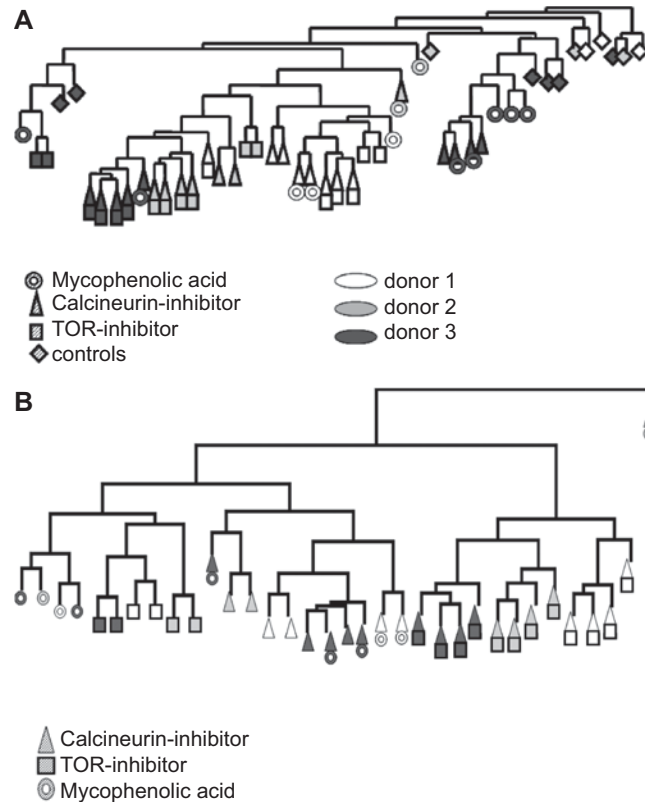 A
Mycophenolic acid
Calcineurin-inhibitor
TOR-inhibitor
controls
donor 1
donor 2
donor 3
B
Calcineurin-inhibitor
TOR-inhibitor
Mycophenolic acid